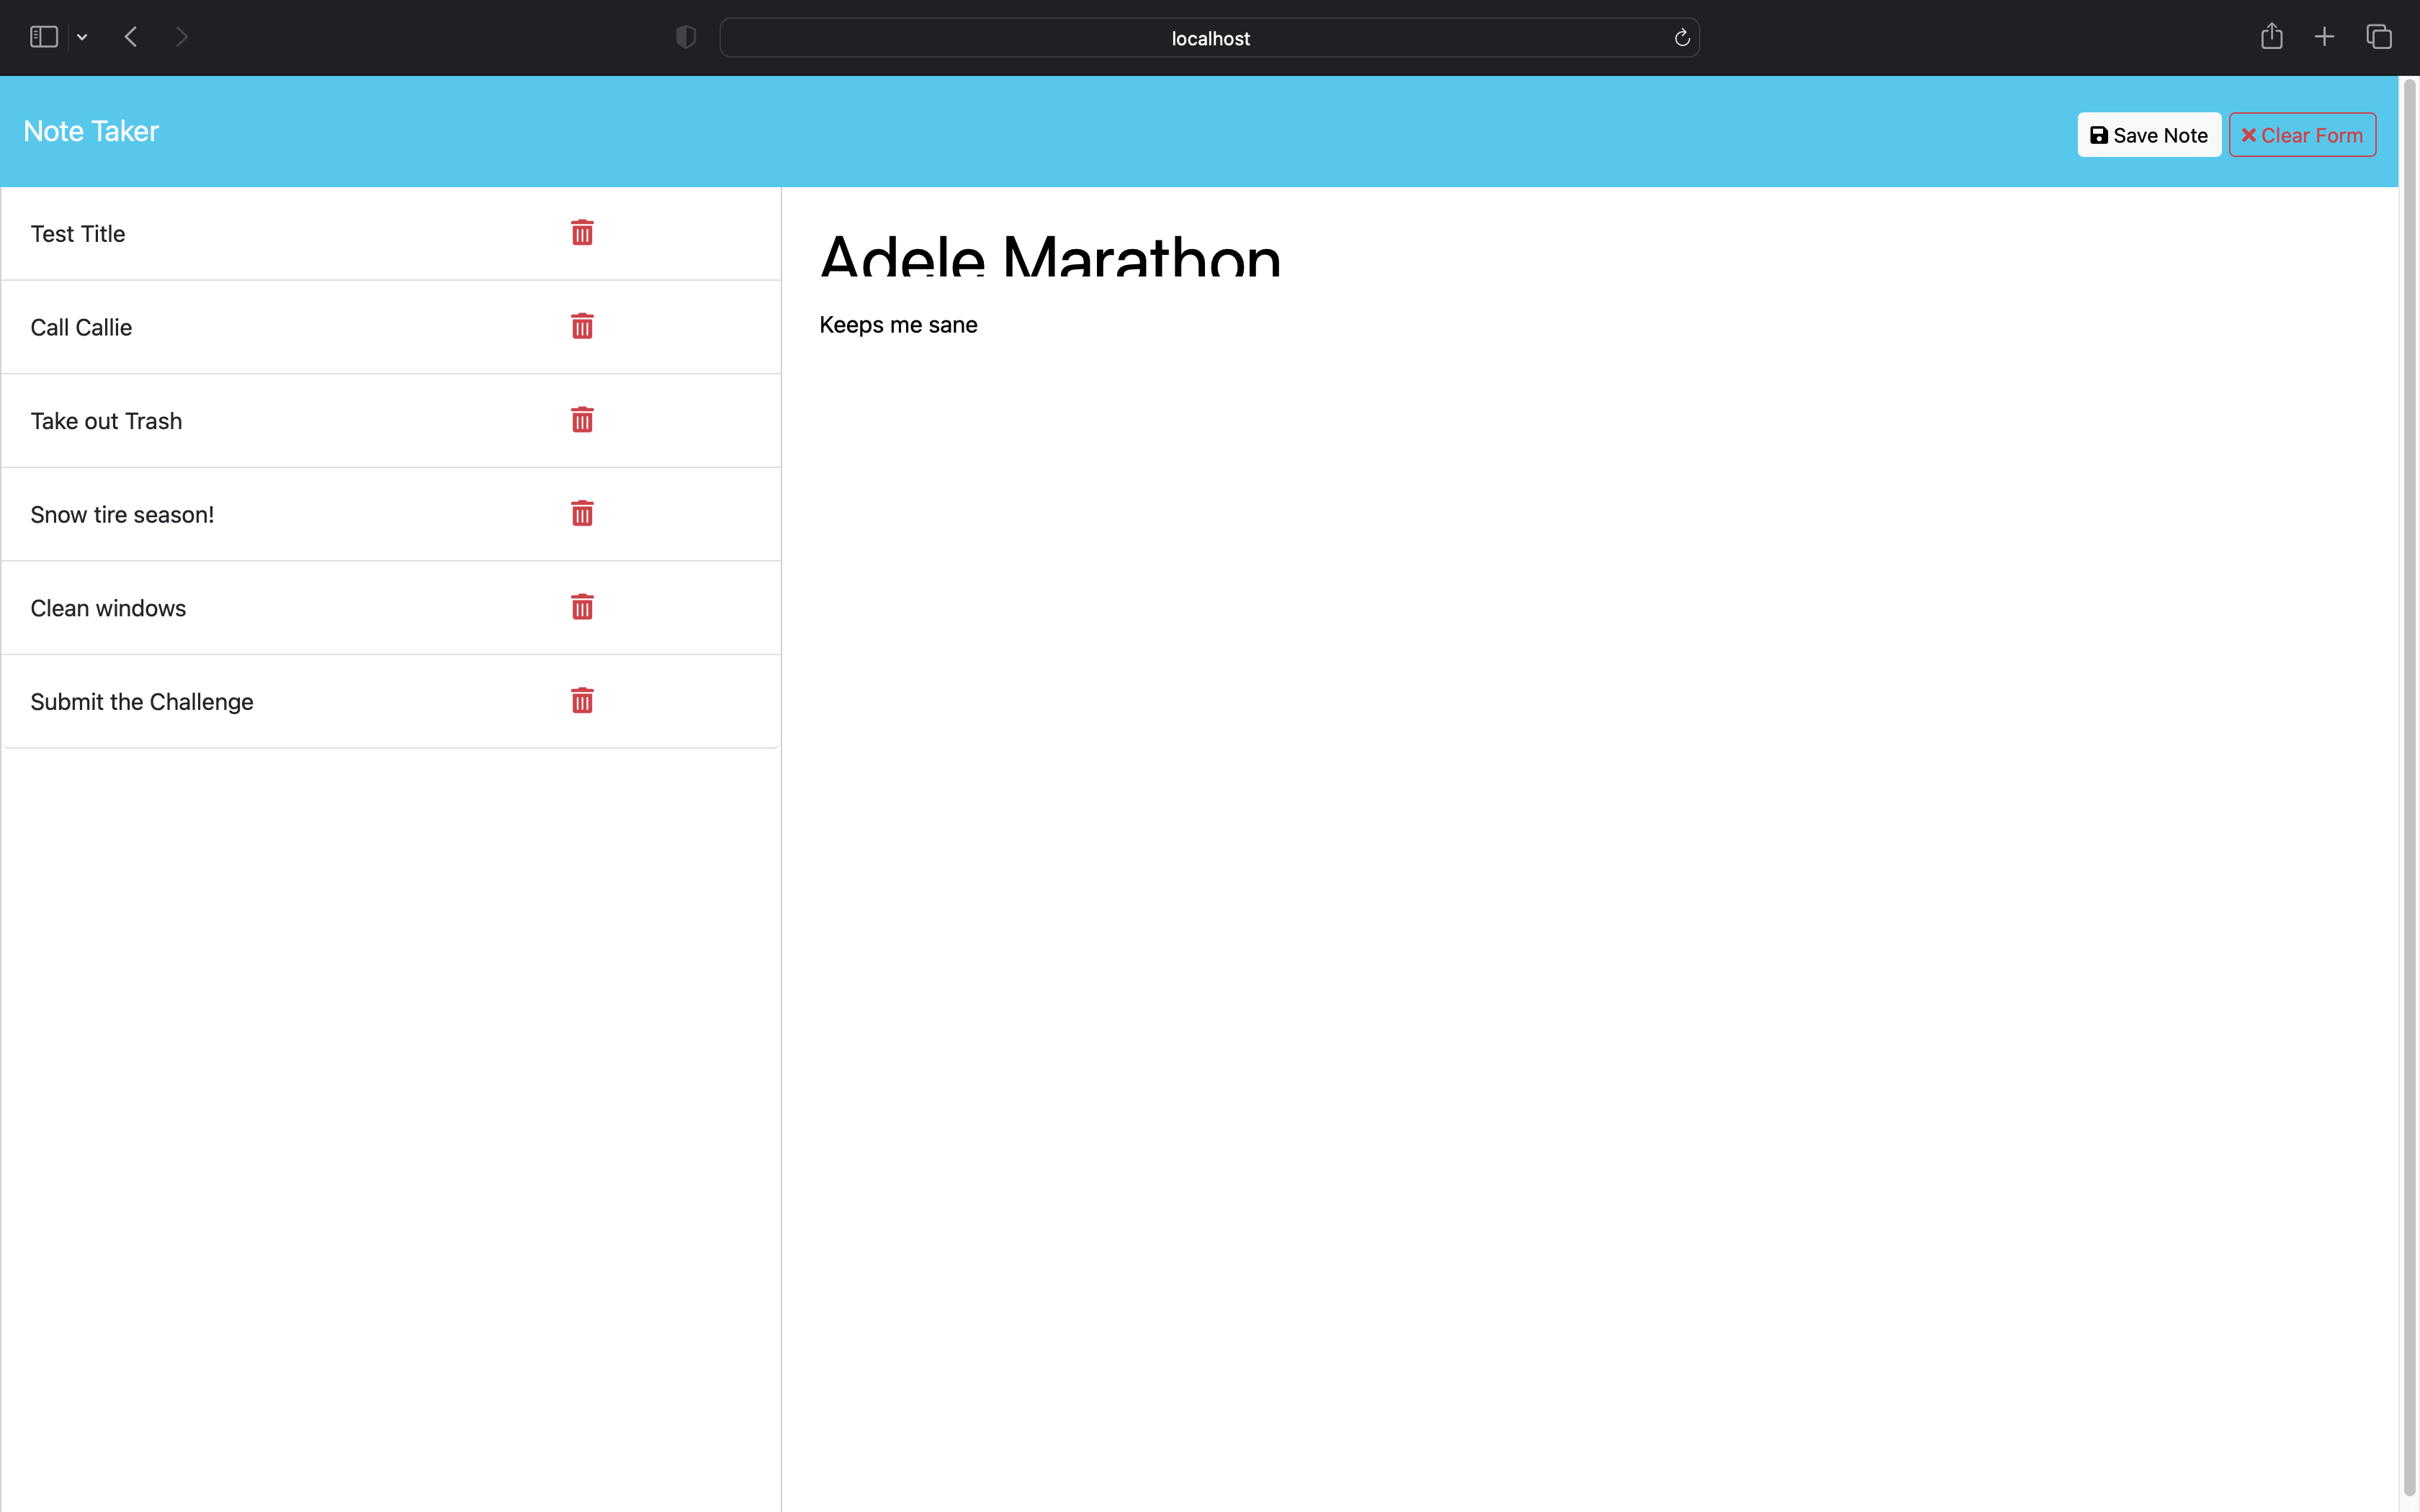 localhost
Note Taker
Save Note
Clear Form
Test Title
Call Callie
Take out Trash
Snow tire season!
Clean windows
Submit the Challenge
Adele Marathon
Keeps me sane